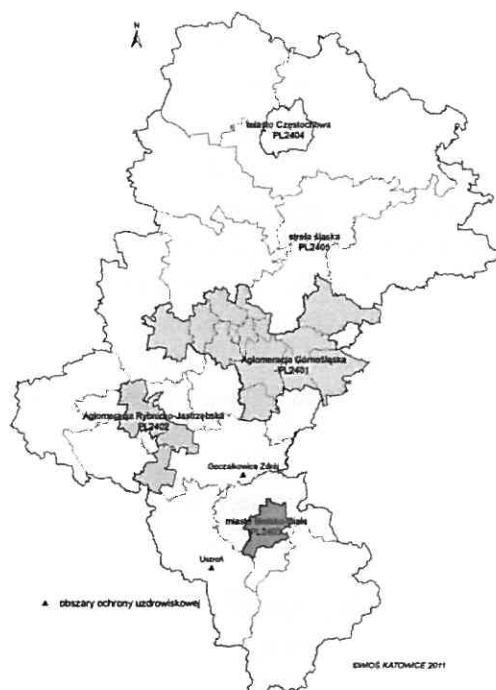 N
miasto Częstochowa
PL2404
strefa śląska
PL2405
Aglomeracja Górnośląska
PL2401
Aglomeracja Rybnicko-Jastrzębska
PL2402
Goczałkowice Zdrój
miasto Bielsko-Biała
PL2403
Ustroń
▲ obszary ochrony uzdrowiskowej
©WIOŚ KATOWICE 2011